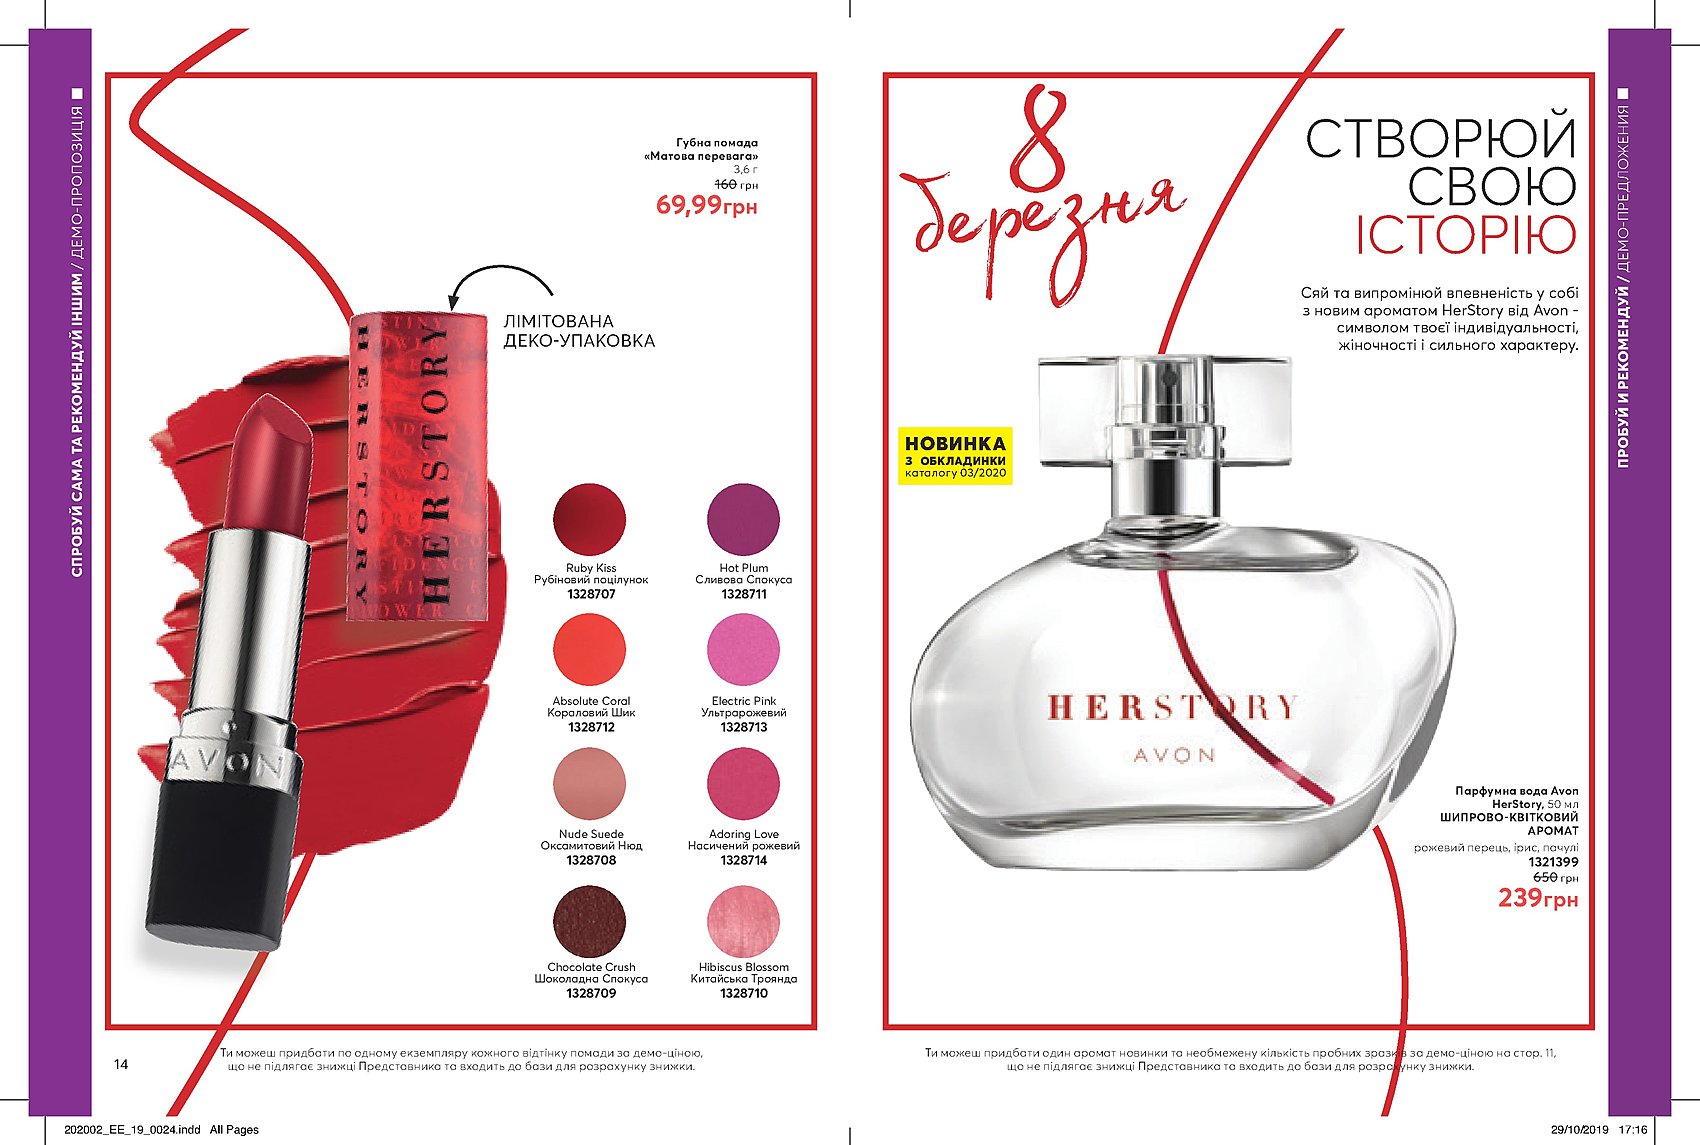 СПРОБУЙ САМА ТА РЕКОМЕНДУЙ ІНШИМ / ДЕМО-ПРОПОЗИЦІЯ
Губна помада
«Матова перевага»
3,6 г
160 грн
69,99грн
ЛІМІТОВАНА
ДЕКО-УПАКОВКА
HERSTORY
HERSTORY
AVON
Ruby Kiss
Рубіновий поцілунок
1328707
Hot Plum
Сливова Спокуса
1328711
Absolute Coral
Кораловий Шик
1328712
Electric Pink
Ультрарожевий
1328713
Nude Suede
Оксамитовий Нюд
1328708
Adoring Love
Насичений рожевий
1328714
Chocolate Crush
Шоколадна Спокуса
1328709
Hibiscus Blossom
Китайська Троянда
1328710
14
Ти можеш придбати по одному екземпляру кожного відтінку помади за демо-ціною,
що не підлягає знижці Представника та входить до бази для розрахунку знижки.
202002_EE_19_0024.indd All Pages
8
березня
СТВОРЮЙ
СВОЮ
ІСТОРІЮ
Сяй та випромінюй впевненість у собі
з новим ароматом HerStory від Avon -
символом твоєї індивідуальності,
жіночності і сильного характеру.
НОВИНКА
З ОБКЛАДИНКИ
каталогу 03/2020
HERSTORY
AVON
Парфумна вода Avon
HerStory, 50 мл
ШИПРОВО-КВІТКОВИЙ
АРОМАТ
рожевий перець, ірис, пачулі
1321399
650 грн
239грн
Ти можеш придбати один аромат новинки та необмежену кількість пробних зразків за демо-ціною на стор. 11,
що не підлягає знижці Представника та входить до бази для розрахунку знижки.
ПРОБУЙ И РЕКОМЕНДУЙ / ДЕМО-ПРЕДЛОЖЕНИЯ
29/10/2019 17:16